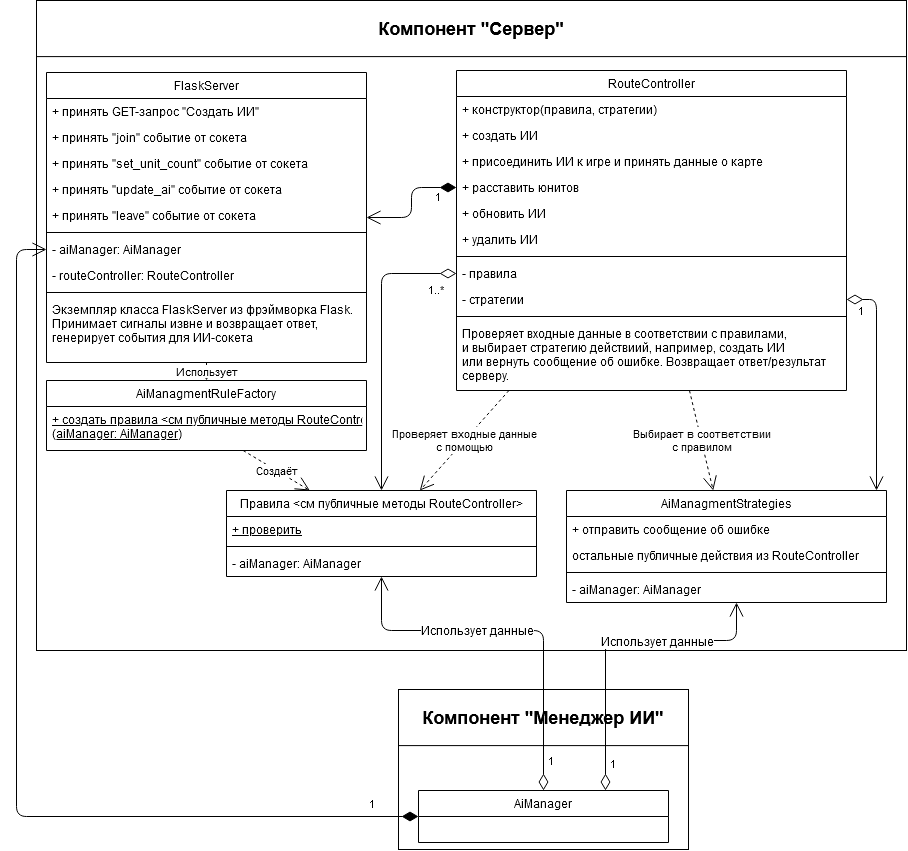 Компонент "Сервер"
FlaskServer
+ принять GET-запрос "Создать ИИ"
+ принять "join" событие от сокета
+ принять "set_unit_count" событие от сокета
+ принять "update_ai" событие от сокета
+ принять "leave" событие от сокета
- aiManager: AiManager
- routeController: RouteController
Экземпляр класса FlaskServer из фрэймворка Flask.
Принимает сигналы извне и возвращает ответ,
генерирует события для ИИ-сокета
RouteController
+ конструктор(правила, стратегии)
+ создать ИИ
+ присоединить ИИ к игре и принять данные о карте
+ расставить юнитов
+ обновить ИИ
+ удалить ИИ
- правила
- стратегии
Проверяет входные данные в соответствии с правилами,
и выбирает стратегию действиий, например, создать ИИ
или вернуть сообщение об ошибке. Возвращает ответ/результат
серверу.
1
1..*
1
Использует
AiManagmentRuleFactory
+ создать правила <см публичные методы RouteContro
(aiManager: AiManager)
Создаёт
Проверяет входные данные
с помощью
Выбирает в соответствии
с правилом
Правила <см публичные методы RouteController>
+ проверить
- aiManager: AiManager
AiManagmentStrategies
+ отправить сообщение об ошибке
остальные публичные действия из RouteController
- aiManager: AiManager
Использует данные
Использует данные
Компонент "Менеджер ИИ"
1
1
1
AiManager